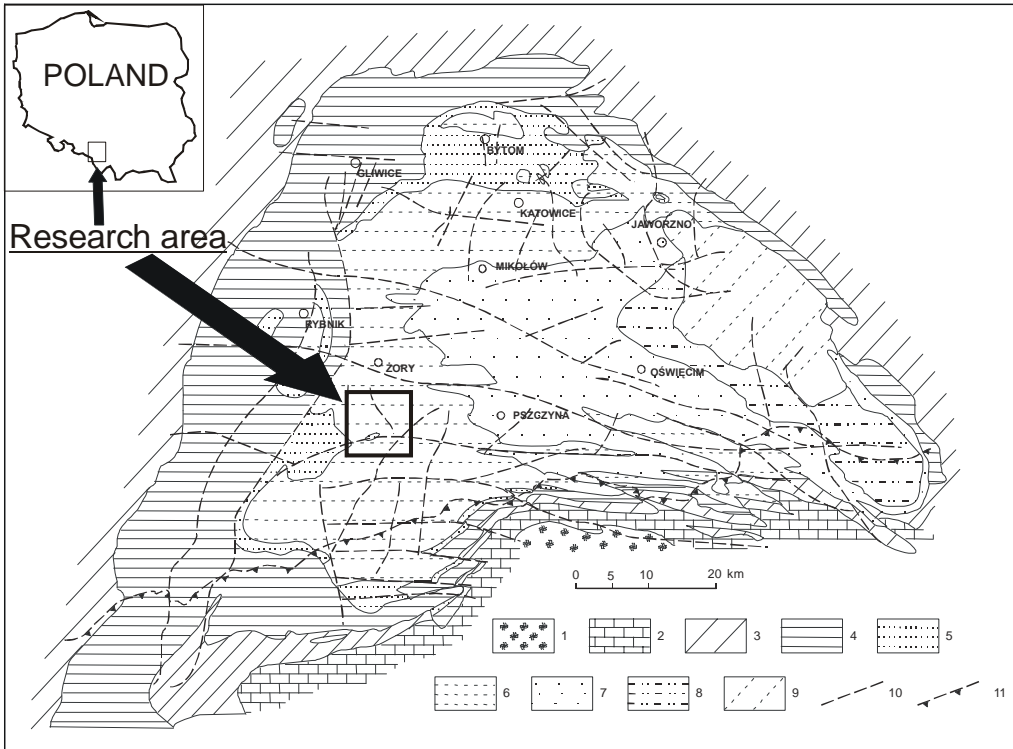 POLAND
Research area
BYTOM
GLIWICE
KATOWICE
JAWORZNO
MIKOŁÓW
RYBNIK
ŻORY
OŚWIĘCIM
PSZCZYNA
0 5 10 20 km
1 2 3 4 5
6 7 8 9 10 11